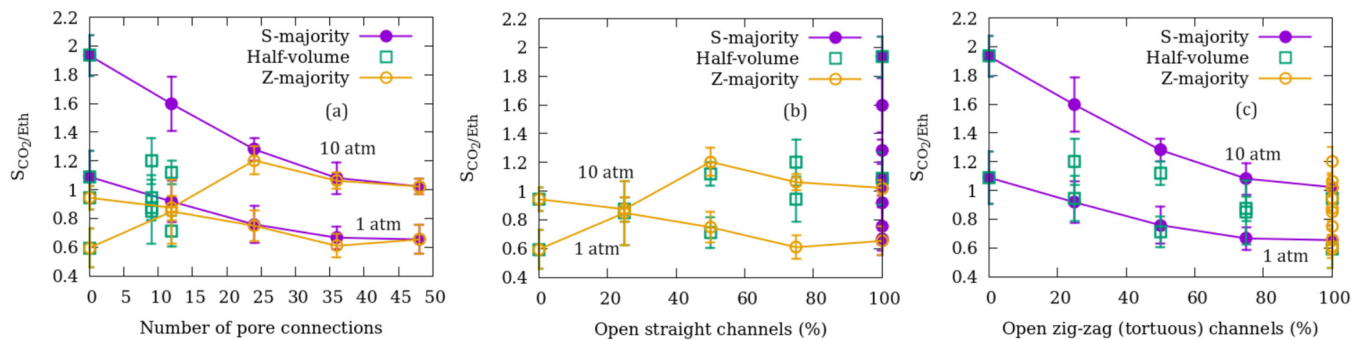 2.2
2
1.8
1.6
1.4
1.2
1
0.8
0.6
0.4
S CO2/Eth
S-majority
Half-volume
Z-majority
(a)
10 atm
1 atm
0 5 10 15 20 25 30 35 40 45 50
Number of pore connections
2.2
2
1.8
1.6
1.4
1.2
1
0.8
0.6
0.4
S CO2/Eth
S-majority
Half-volume
Z-majority
(b)
10 atm
1 atm
0 20 40 60 80 100
Open straight channels (%)
2.2
2
1.8
1.6
1.4
1.2
1
0.8
0.6
0.4
S CO2/Eth
S-majority
Half-volume
Z-majority
(c)
10 atm
1 atm
0 20 40 60 80 100
Open zig-zag (tortuous) channels (%)